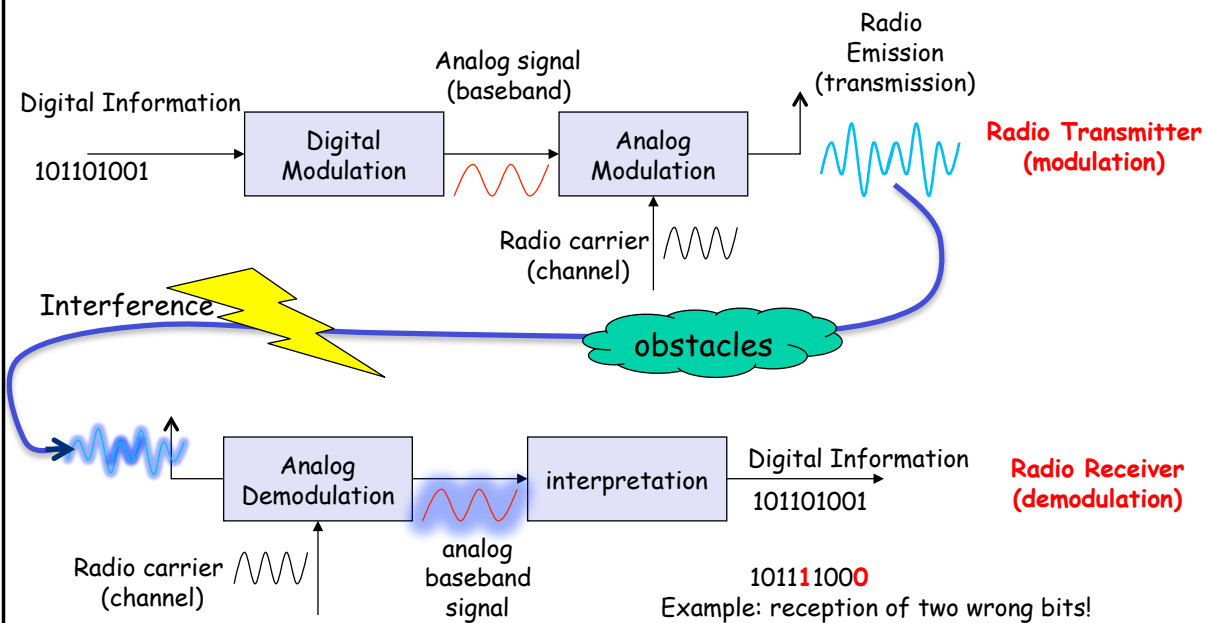 Radio
Emission
(transmission)
Analog signal
(baseband)
Digital Information
101101001
Digital
Modulation
Analog
Modulation
Radio Transmitter
(modulation)
Radio carrier
(channel)
Interference
obstacles
Analog
Demodulation
interpretation
Digital Information
101101001
Radio Receiver
(demodulation)
Radio carrier
(channel)
analog
baseband
signal
101111000
Example: reception of two wrong bits!